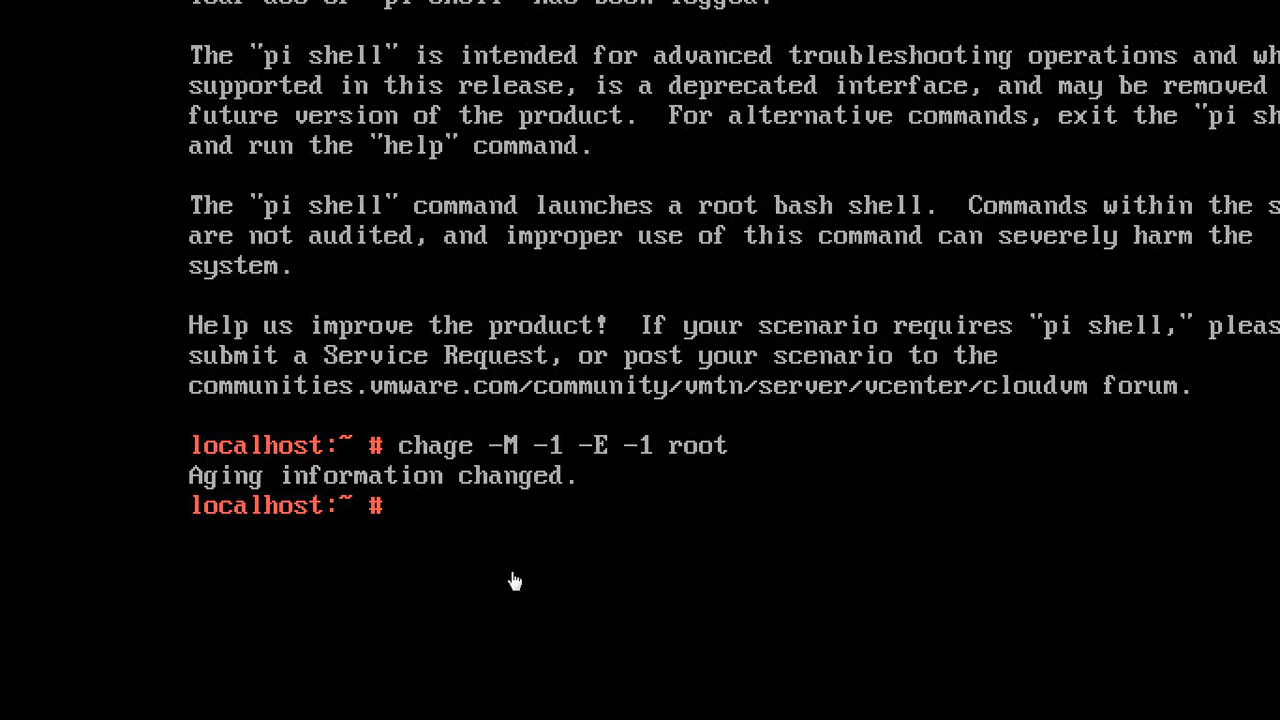 The "pi shell" is intended for advanced troubleshooting operations and
supported in this release, is a deprecated interface, and may be removed
future version of the product.  For alternative commands, exit the "pi
and run the "help" command.
The "pi shell" command launches a root bash shell.  Commands within the
are not audited, and improper use of this command can severely harm the
system.
Help us improve the product!  If your scenario requires "pi shell,"
submit a Service Request, or post your scenario to the
communities.vmware.com/community/vmtn/server/vcenter/cloudvm forum.
localhost:~ # chage -M -1 -E -1 root
Aging information changed.
localhost:~ #